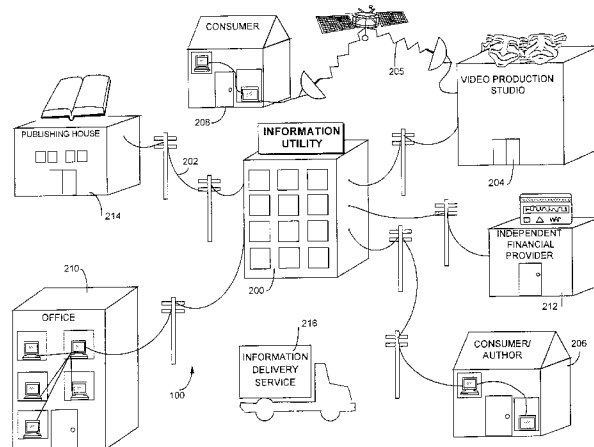 CONSUMER
205
VIDEO PRODUCTION
STUDIO
208
PUBLISHING HOUSE
INFORMATION
UTILITY
202
204
214
INDEPENDENT
FINANCIAL
PROVIDER
210
200
212
OFFICE
216
INFORMATION
DELIVERY
SERVICE
CONSUMER/
AUTHOR
206
100